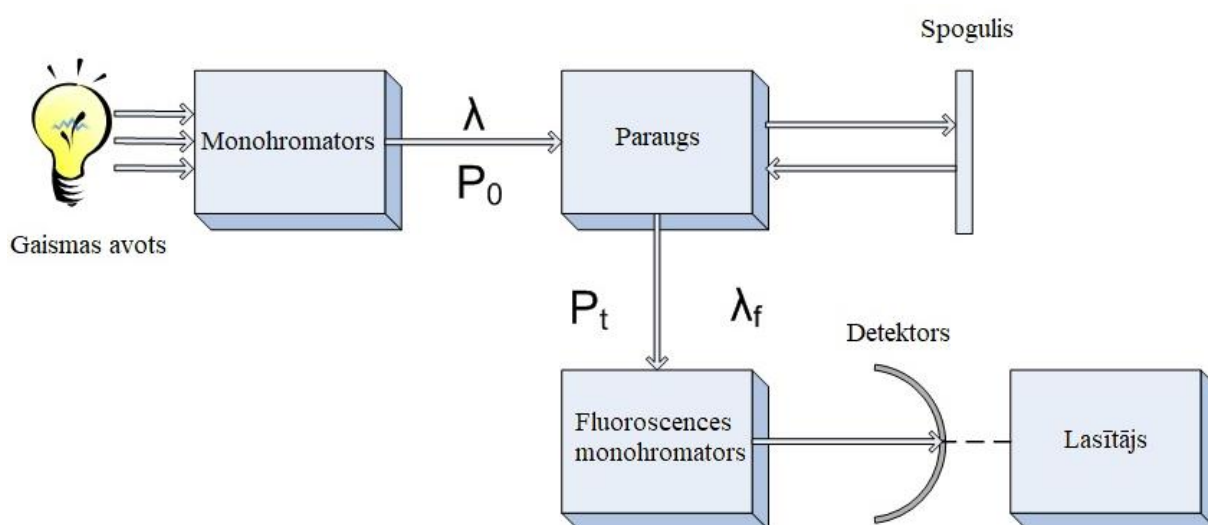 Spogulis
Monohromators
λ
P₀
Paraugs
Gaismas avots
Pₜ
λf
Detektors
Fluoroscences
monohromators
Lasītājs